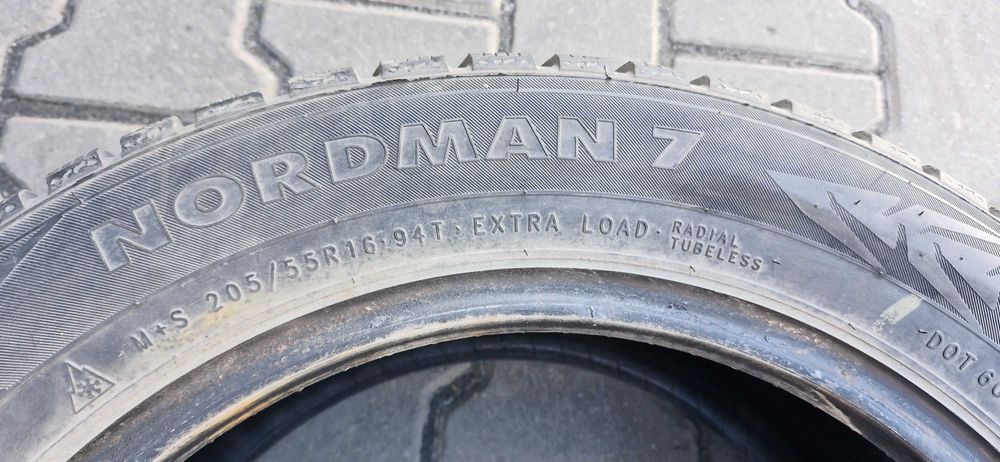 NORDMAN 7
M+S 205/55R16 94T · EXTRA LOAD · RADIAL
TUBELESS
DOT